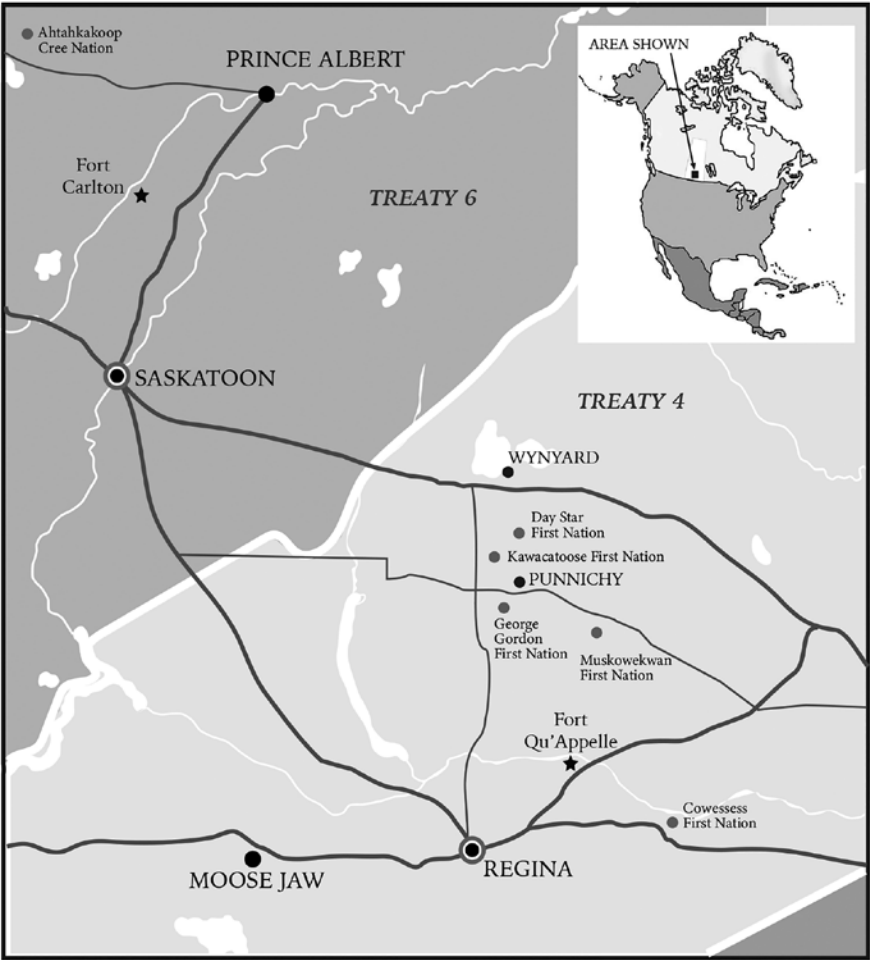 Ahtahkakoop
Cree Nation
PRINCE ALBERT
AREA SHOWN
Fort
Carlton
TREATY 6
SASKATOON
TREATY 4
WYNYARD
Day Star
First Nation
Kawacatoose First Nation
PUNNICHY
George
Gordon
First Nation
Muskowekwan
First Nation
Fort
Qu'Appelle
Cowessess
First Nation
REGINA
MOOSE JAW